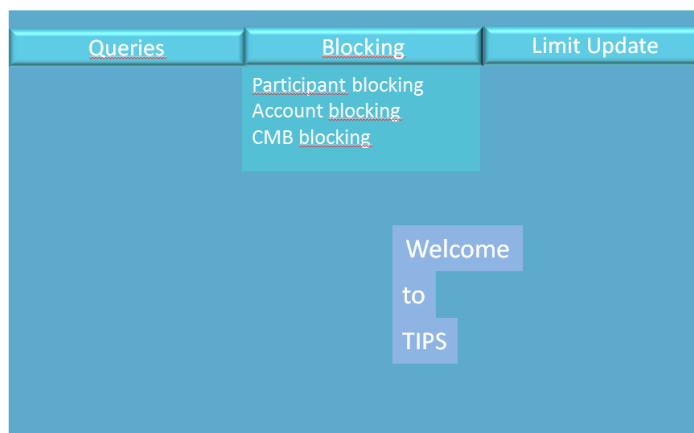 Queries
Blocking
Limit Update
Participant blocking
Account blocking
CMB blocking
Welcome
to
TIPS